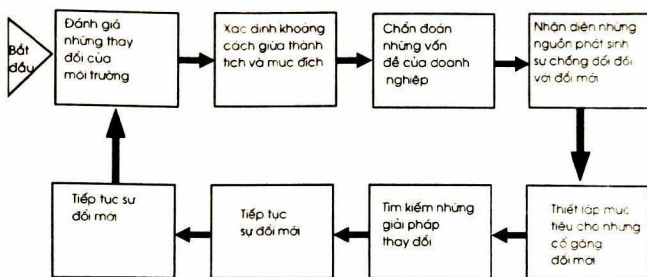 Bắt
đầu
Đánh giá
những thay
đổi của
môi trường
Xác định khoảng
cách giữa thành
tích và mục đích
Chẩn đoán
những vấn
đề của doanh
nghiệp
Nhận diện những
nguồn phát sinh
sự chống đối đối
với đổi mới
Thiết lập mục
tiêu cho những
cố gắng
đổi mới
Tìm kiếm những
giải pháp
thay đổi
Tiếp tục
sự đổi mới
Tiếp tục sự
đổi mới